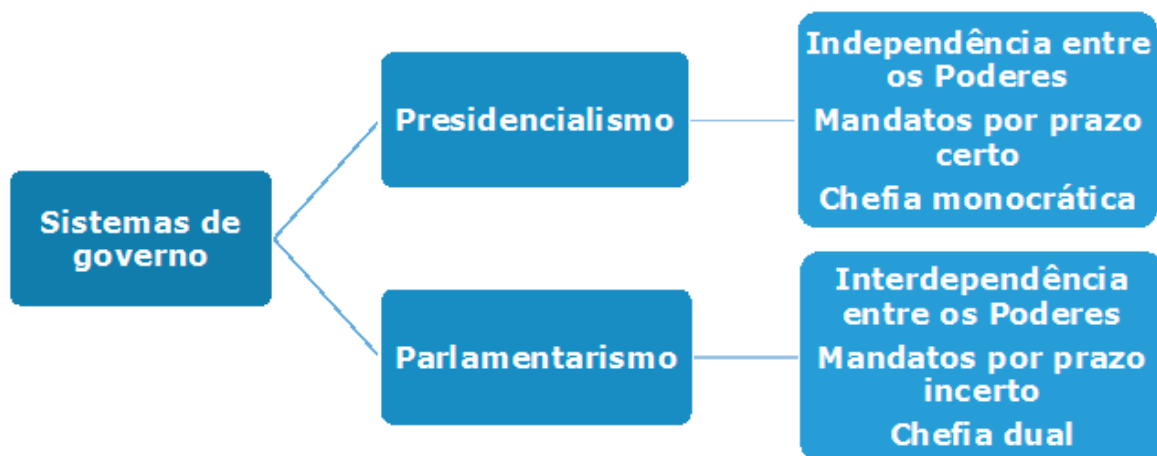 Sistemas de
governo
Presidencialismo
Independência entre
os Poderes
Mandatos por prazo
certo
Chefia monocrática
Parlamentarismo
Interdependência
entre os Poderes
Mandatos por prazo
incerto
Chefia dual